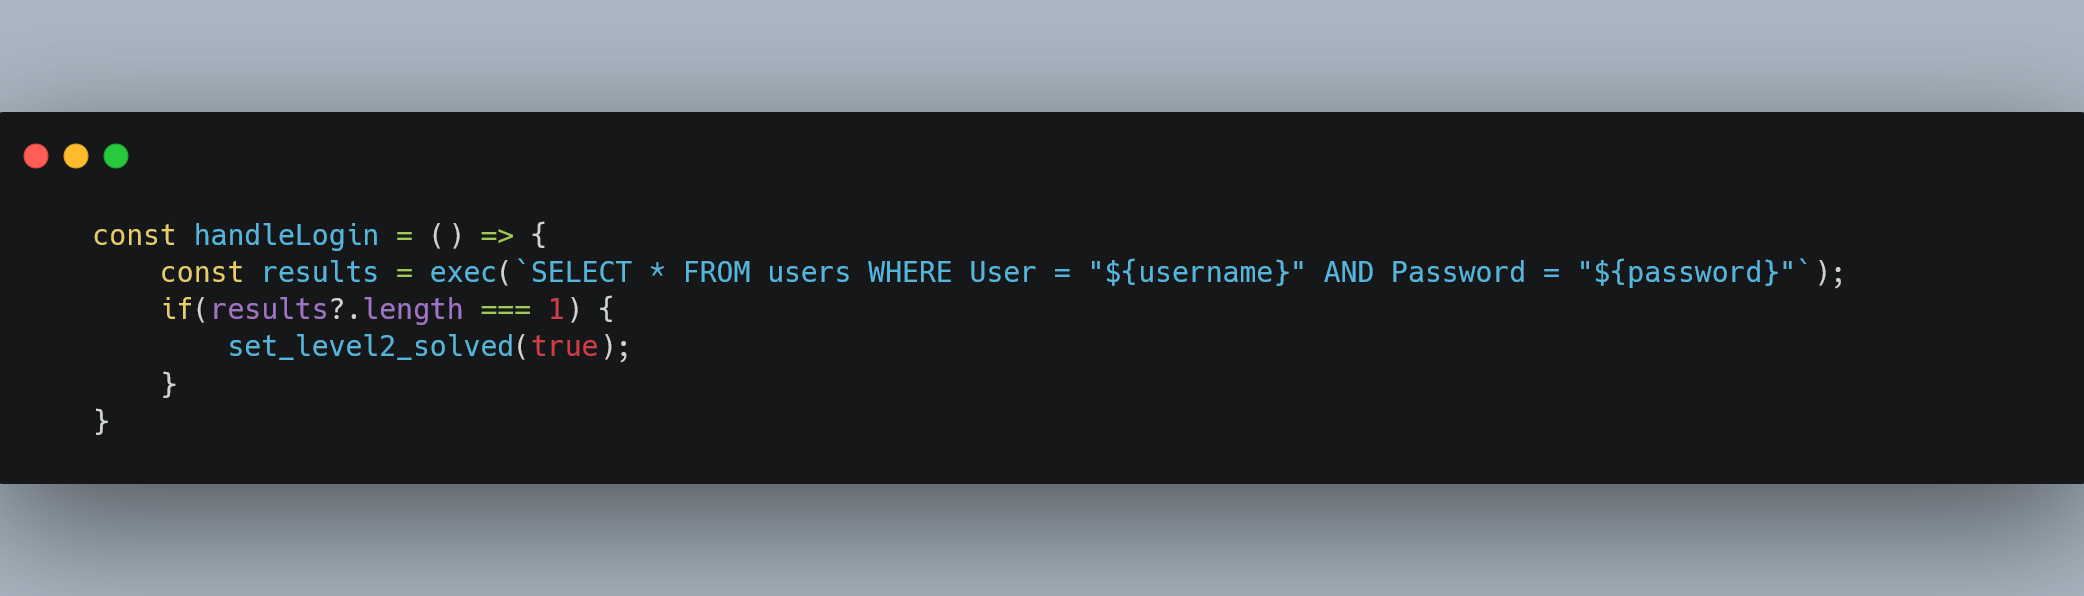 const handleLogin = () => {
    const results = exec(`SELECT * FROM users WHERE User = "${username}" AND Password = "${password}"`);
    if(results?.length === 1) {
        set_level2_solved(true);
    }
}